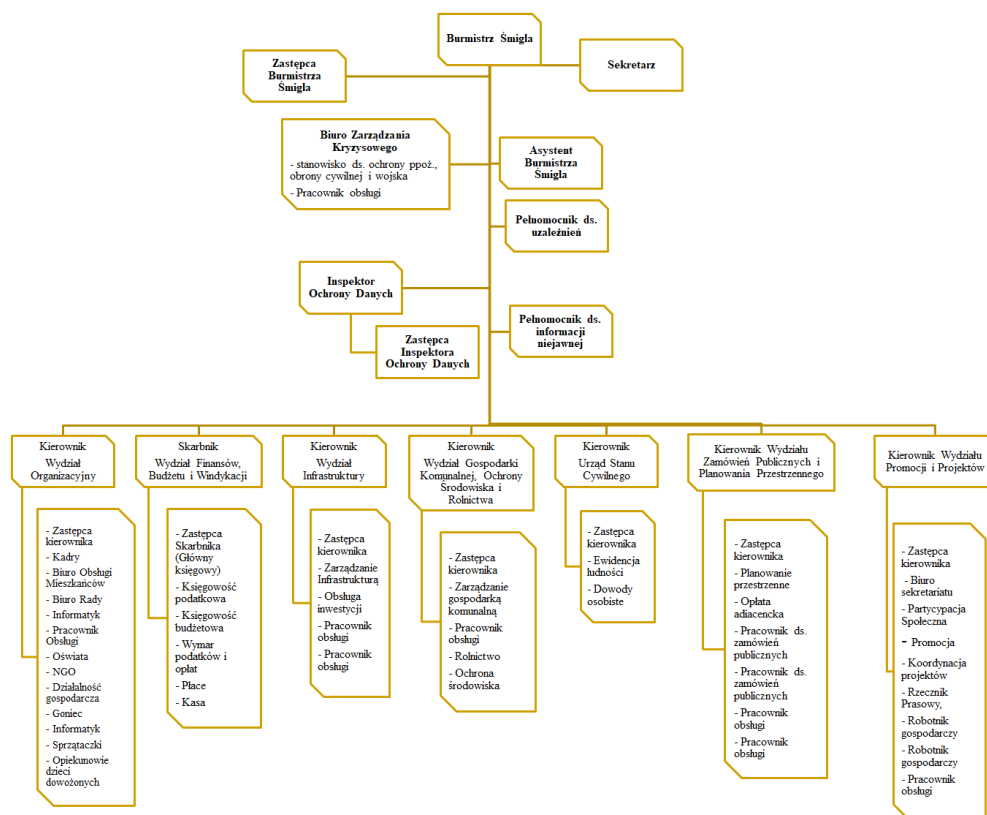 Burmistrz Śmigla
Zastępca
Burmistrza
Śmigla
Sekretarz
Biuro Zarządzania
Kryzysowego
- stanowisko ds. ochrony ppoż.,
obrony cywilnej i wojska
- Pracownik obsługi
Asystent
Burmistrza
Śmigla
Pełnomocnik ds.
uzależnień
Inspektor
Ochrony Danych
Pełnomocnik ds.
informacji
niejawnej
Zastępca
Inspektora
Ochrony Danych
Kierownik
Wydział
Organizacyjny
- Zastępca
kierownika
- Kadry
- Biuro Obsługi
Mieszkańców
- Biuro Rady
- Informatyk
- Pracownik
Obsługi
- Oświata
- NGO
- Działalność
gospodarcza
- Goniec
- Informatyk
- Sprzątaczki
- Opiekunowie
dzieci
dowożonych
Skarbnik
Wydział Finansów,
Budżetu i Windykacji
- Zastępca
Skarbnika
(Główny
księgowy)
- Księgowość
podatkowa
- Księgowość
budżetowa
- Wymar
podatków i
opłat
- Płace
- Kasa
Kierownik
Wydział
Infrastruktury
- Zastępca
kierownika
- Zarządzanie
Infrastrukturą
- Obsługa
inwestycji
- Pracownik
obsługi
- Pracownik
obsługi
Kierownik
Wydział Gospodarki
Komunalnej, Ochrony
Środowiska i
Rolnictwa
- Zastępca
kierownika
- Zarządzanie
gospodarką
komunalną
- Pracownik
obsługi
- Rolnictwo
- Ochrona
środowiska
Kierownik
Urząd Stanu
Cywilnego
- Zastępca
kierownika
- Ewidencja
ludności
- Dowody
osobiste
Kierownik Wydziału
Zamówień Publicznych i
Planowania Przestrzennego
- Zastępca
kierownika
- Planowanie
przestrzenne
- Opłata
adiacencka
- Pracownik ds.
zamówień
publicznych
- Pracownik ds.
zamówień
publicznych
- Pracownik
obsługi
- Pracownik
obsługi
Kierownik Wydziału
Promocji i Projektów
- Zastępca
kierownika
- Biuro
sekretariatu
- Partycypacja
Społeczna
- Promocja
- Koordynacja
projektów
- Rzecznik
Prasowy,
- Robotnik
gospodarczy
- Robotnik
gospodarczy
- Pracownik
obsługi